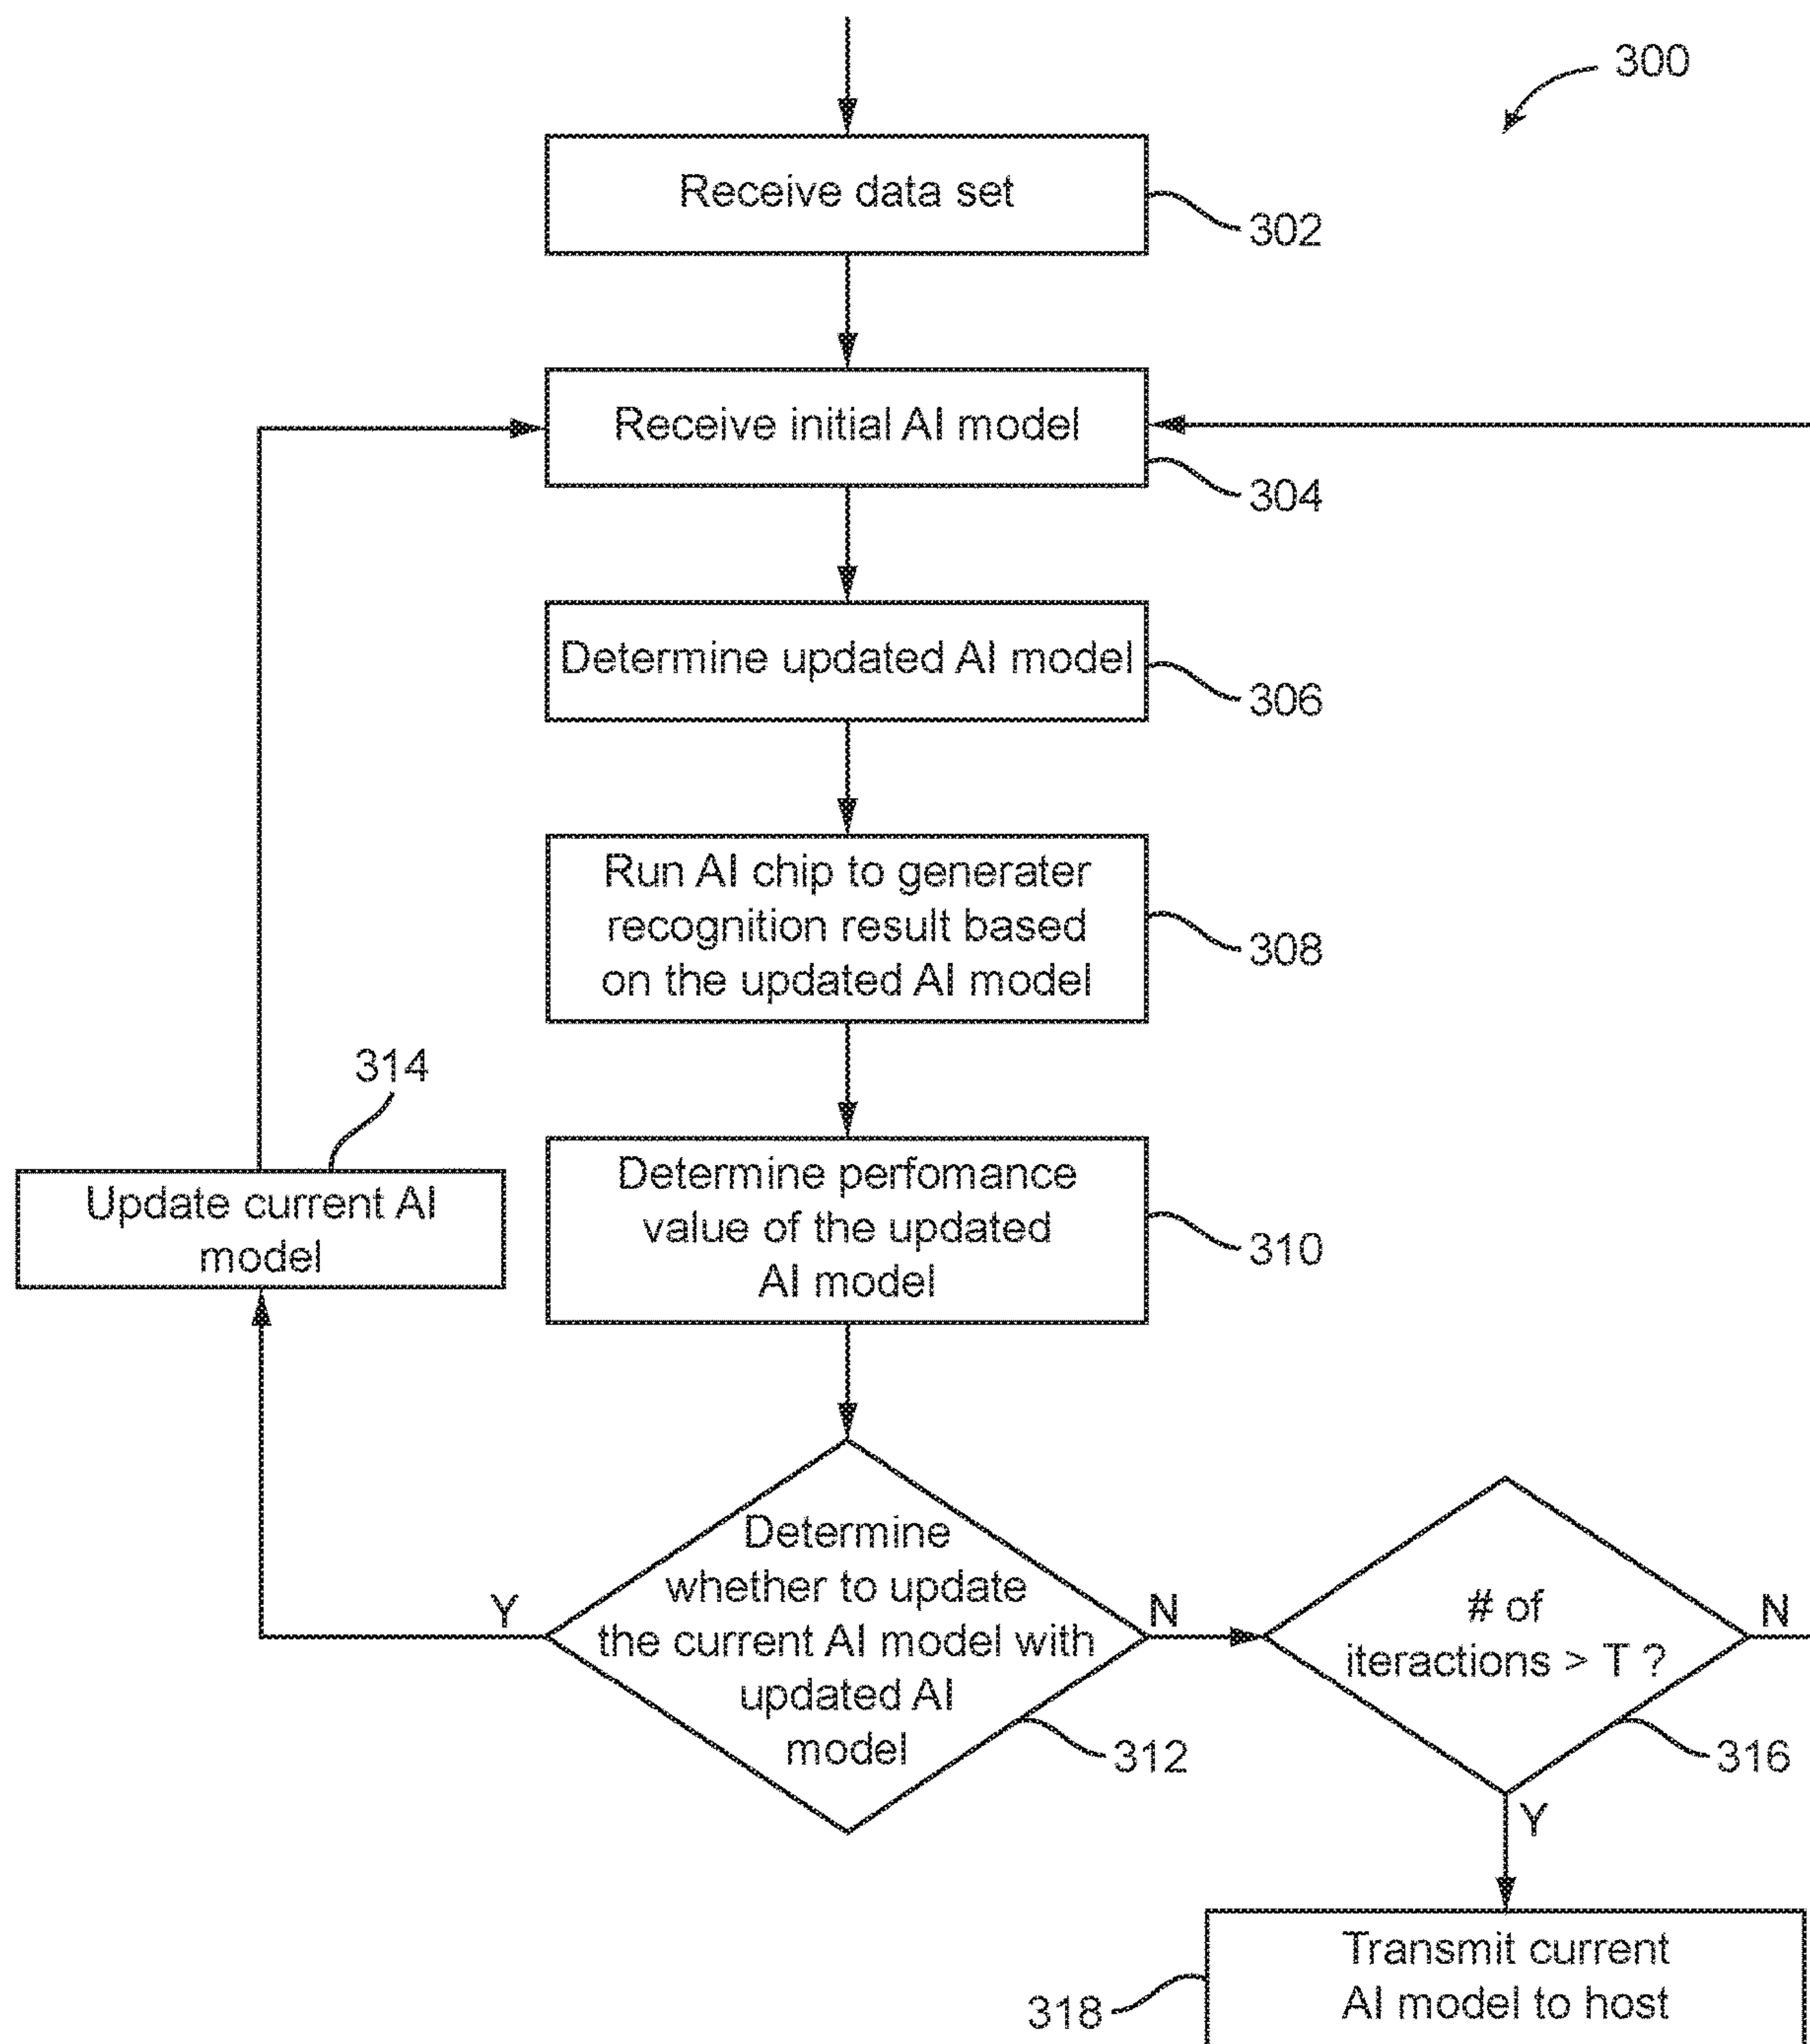 300
Receive data set
302
Receive initial AI model
304
Determine updated AI model
306
Run AI chip to generater
recognition result based
on the updated AI model
308
314
Update current AI
model
Determine perfomance
value of the updated
AI model
310
Y
Determine
whether to update
the current AI model with
updated AI
model
312
N
# of
iteractions > T ?
N
316
Y
Transmit current
AI model to host
318